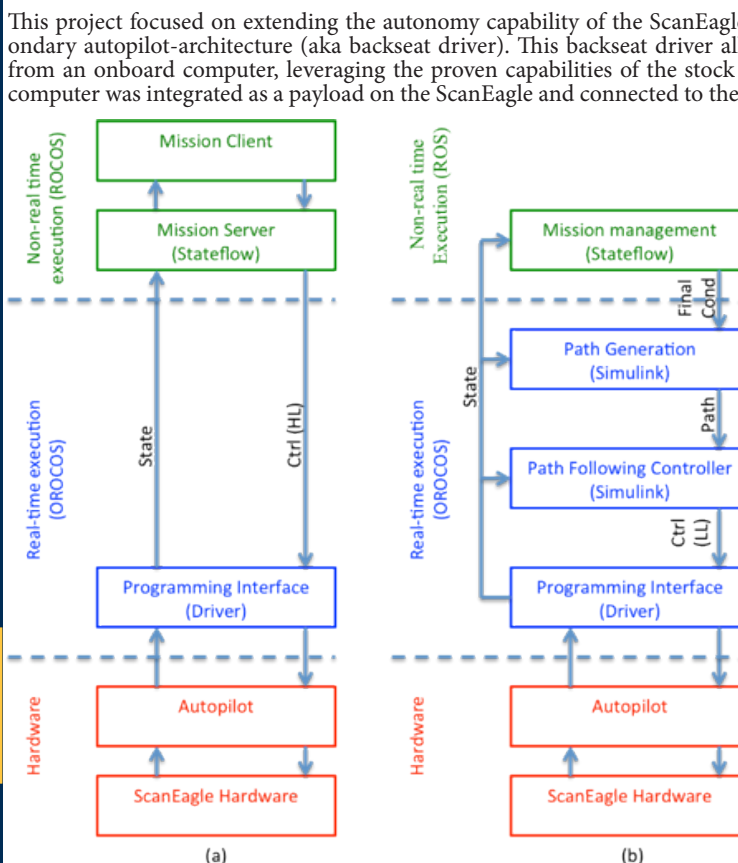 This project focused on extending the autonomy capability of the ScanEagle
ondary autopilot-architecture (aka backseat driver). This backseat driver al
from an onboard computer, leveraging the proven capabilities of the stock
computer was integrated as a payload on the ScanEagle and connected to the
Non-real time
execution (ROCOS)
Mission Client
Mission Server
(Stateflow)
Real-time execution
(OROCOS)
State
Ctrl (HL)
Programming Interface
(Driver)
Hardware
Autopilot
ScanEagle Hardware
(a)
Non-real time
Execution (ROS)
Mission management
(Stateflow)
Final
Cond
Real-time execution
(OROCOS)
State
Path Generation
(Simulink)
Path
Path Following Controller
(Simulink)
Ctrl
(LL)
Programming Interface
(Driver)
Hardware
Autopilot
ScanEagle Hardware
(b)